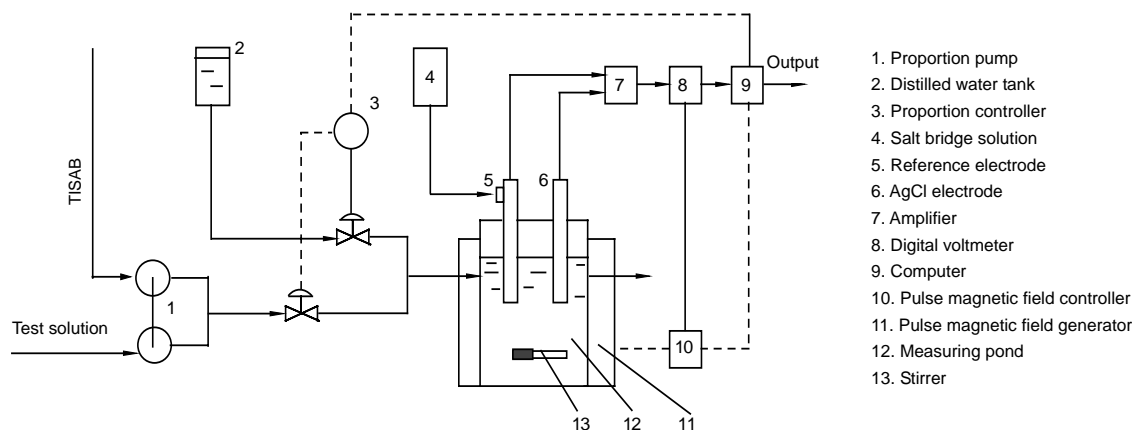 2
3
4
5
6
7
8
9
Output
TISAB
1
Test solution
10
13
12
11
1. Proportion pump
2. Distilled water tank
3. Proportion controller
4. Salt bridge solution
5. Reference electrode
6. AgCl electrode
7. Amplifier
8. Digital voltmeter
9. Computer
10. Pulse magnetic field controller
11. Pulse magnetic field generator
12. Measuring pond
13. Stirrer